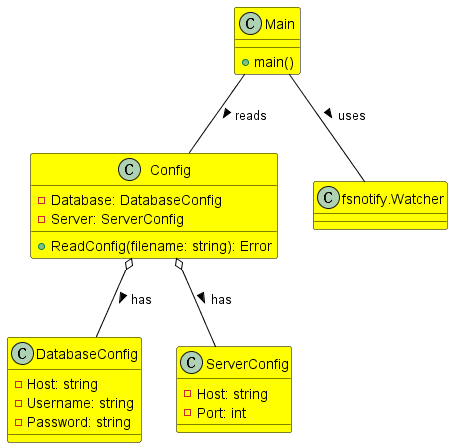 C Main
main()
reads
uses
C Config
Database: DatabaseConfig
Server: ServerConfig
ReadConfig(filename: string): Error
C fsnotify.Watcher
has
has
C DatabaseConfig
Host: string
Username: string
Password: string
C ServerConfig
Host: string
Port: int